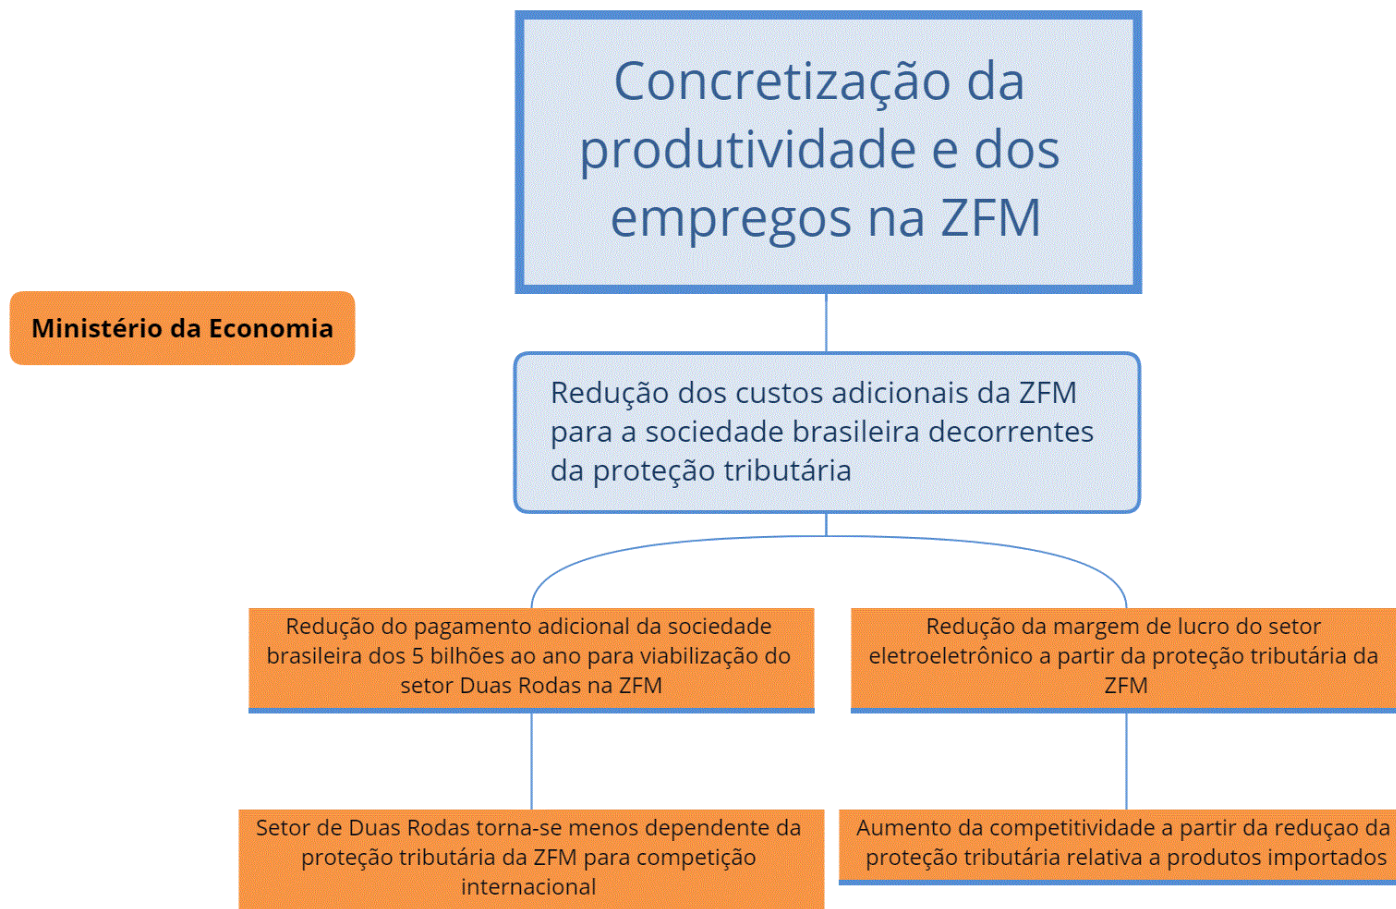 Concretização da
produtividade e dos
empregos na ZFM
Ministério da Economia
Redução dos custos adicionais da ZFM
para a sociedade brasileira decorrentes
da proteção tributária
Redução do pagamento adicional da sociedade
brasileira dos 5 bilhões ao ano para viabilização do
setor Duas Rodas na ZFM
Redução da margem de lucro do setor
eletroeletrônico a partir da proteção tributária da
ZFM
Setor de Duas Rodas torna-se menos dependente da
proteção tributária da ZFM para competição
internacional
Aumento da competitividade a partir da reduçao da
proteção tributária relativa a produtos importados